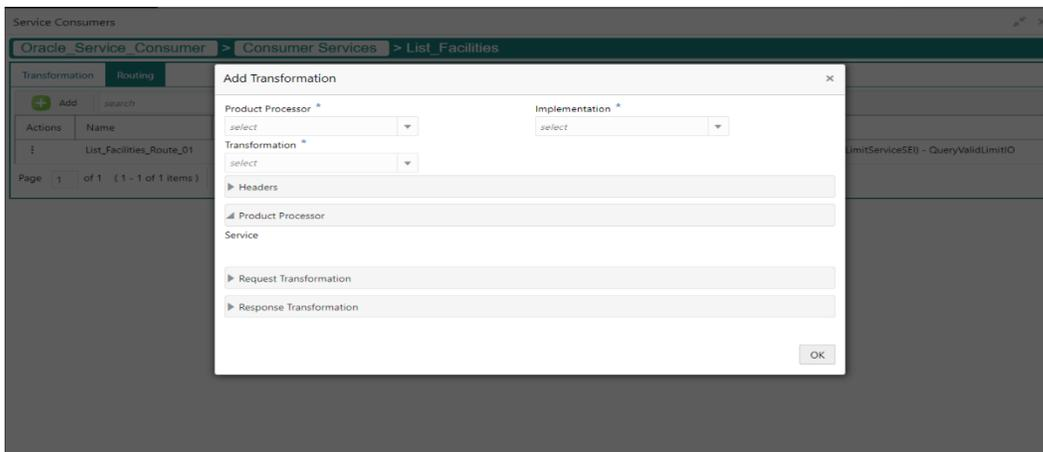 Service Consumers
Oracle_Service_Consumer > Consumer Services > List_Facilities
Transformation Routing
Add search
Actions Name
List_Facilities_Route_01
imitServiceSEI) - QueryValidLimitIO
Page 1 of 1 ( 1 - 1 of 1 items )
Add Transformation ×
Product Processor * Implementation *
select select
Transformation *
select
Headers
Product Processor
Service
Request Transformation
Response Transformation
OK